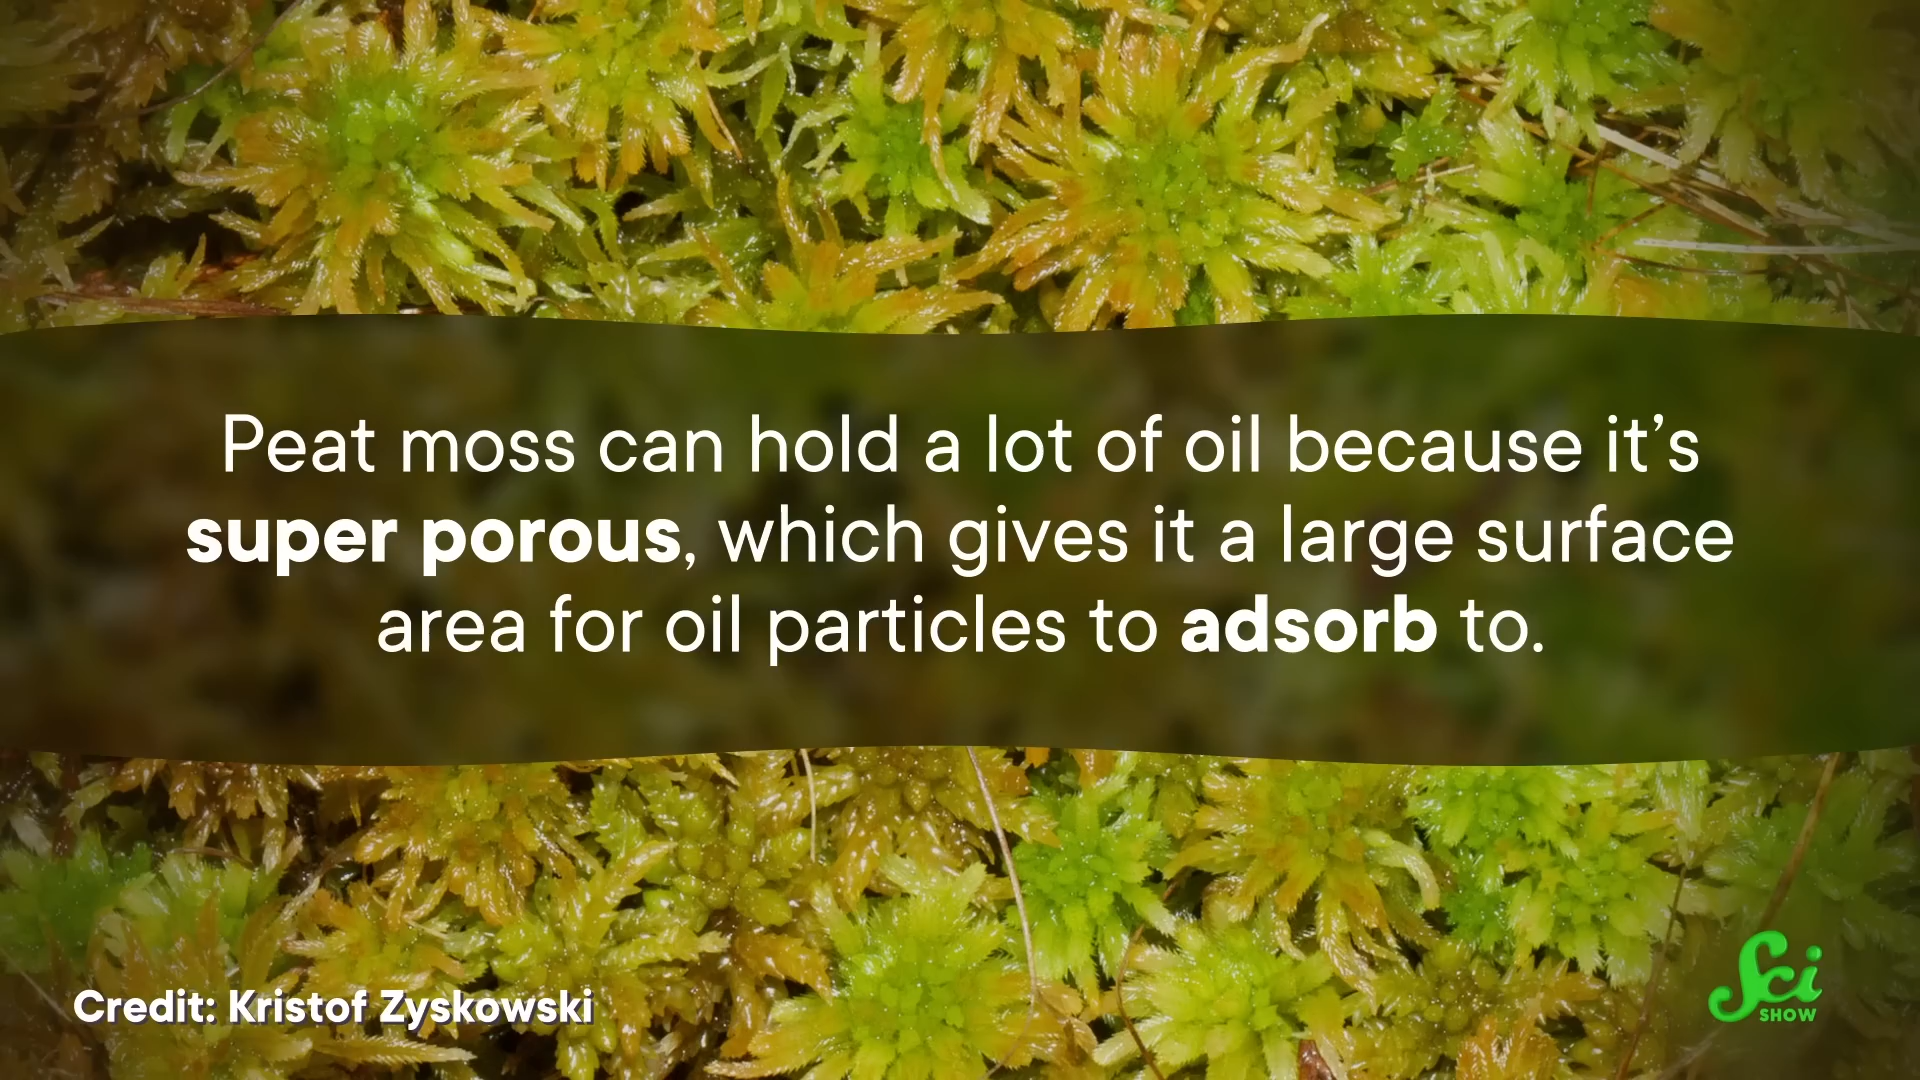 Peat moss can hold a lot of oil because it’s
super porous, which gives it a large surface
area for oil particles to adsorb to.
Credit: Kristof Zyskowski
Sci
SHOW